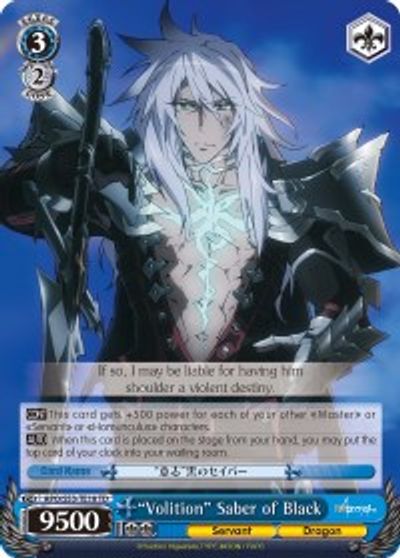 LEVEL
3
2
If so, I may be liable for having him
shoulder a violent destiny.
This card gets +500 power for each of your other «Master» or
«Servant» or «Homunculus» characters.
When this card is placed on the stage from your hand, you may put the
top card of your clock into your waiting room.
Card Name "意志"黒のセイバー
"Volition" Saber of Black
9500
Servant Dragon